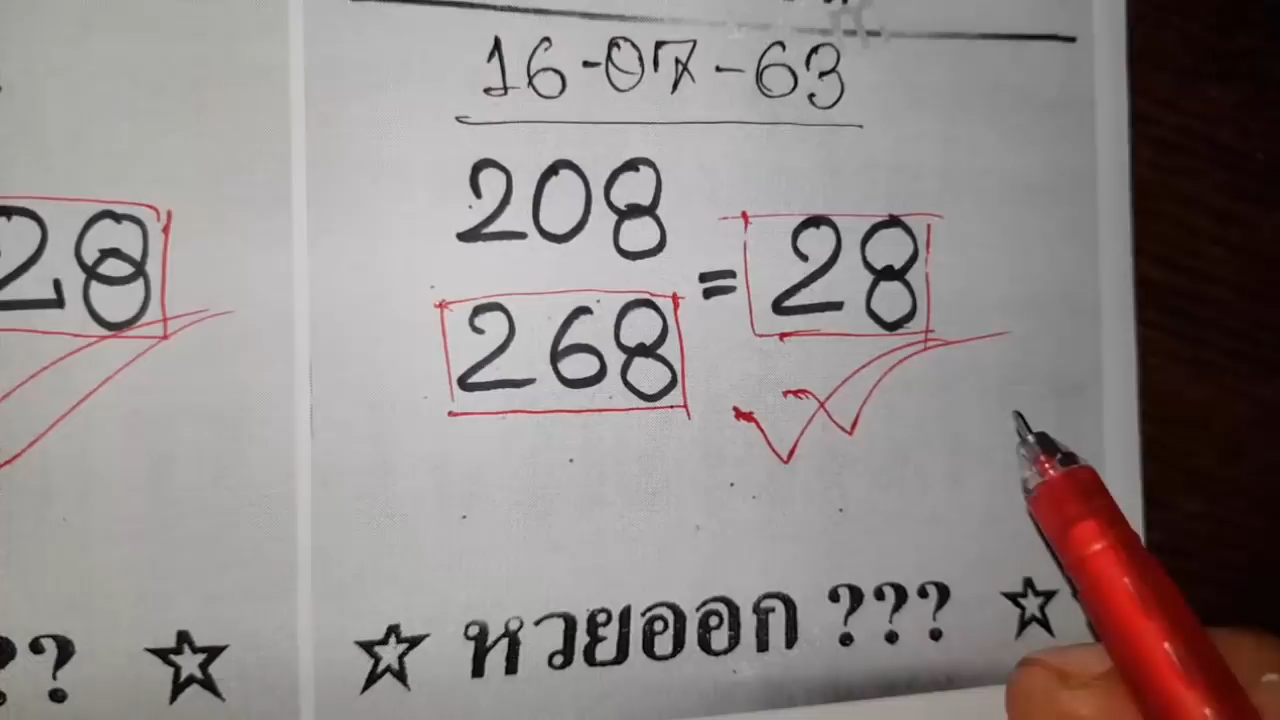 16-07-63
208
268 = 28
28
☆ หวยออก ??? ☆
?? ☆